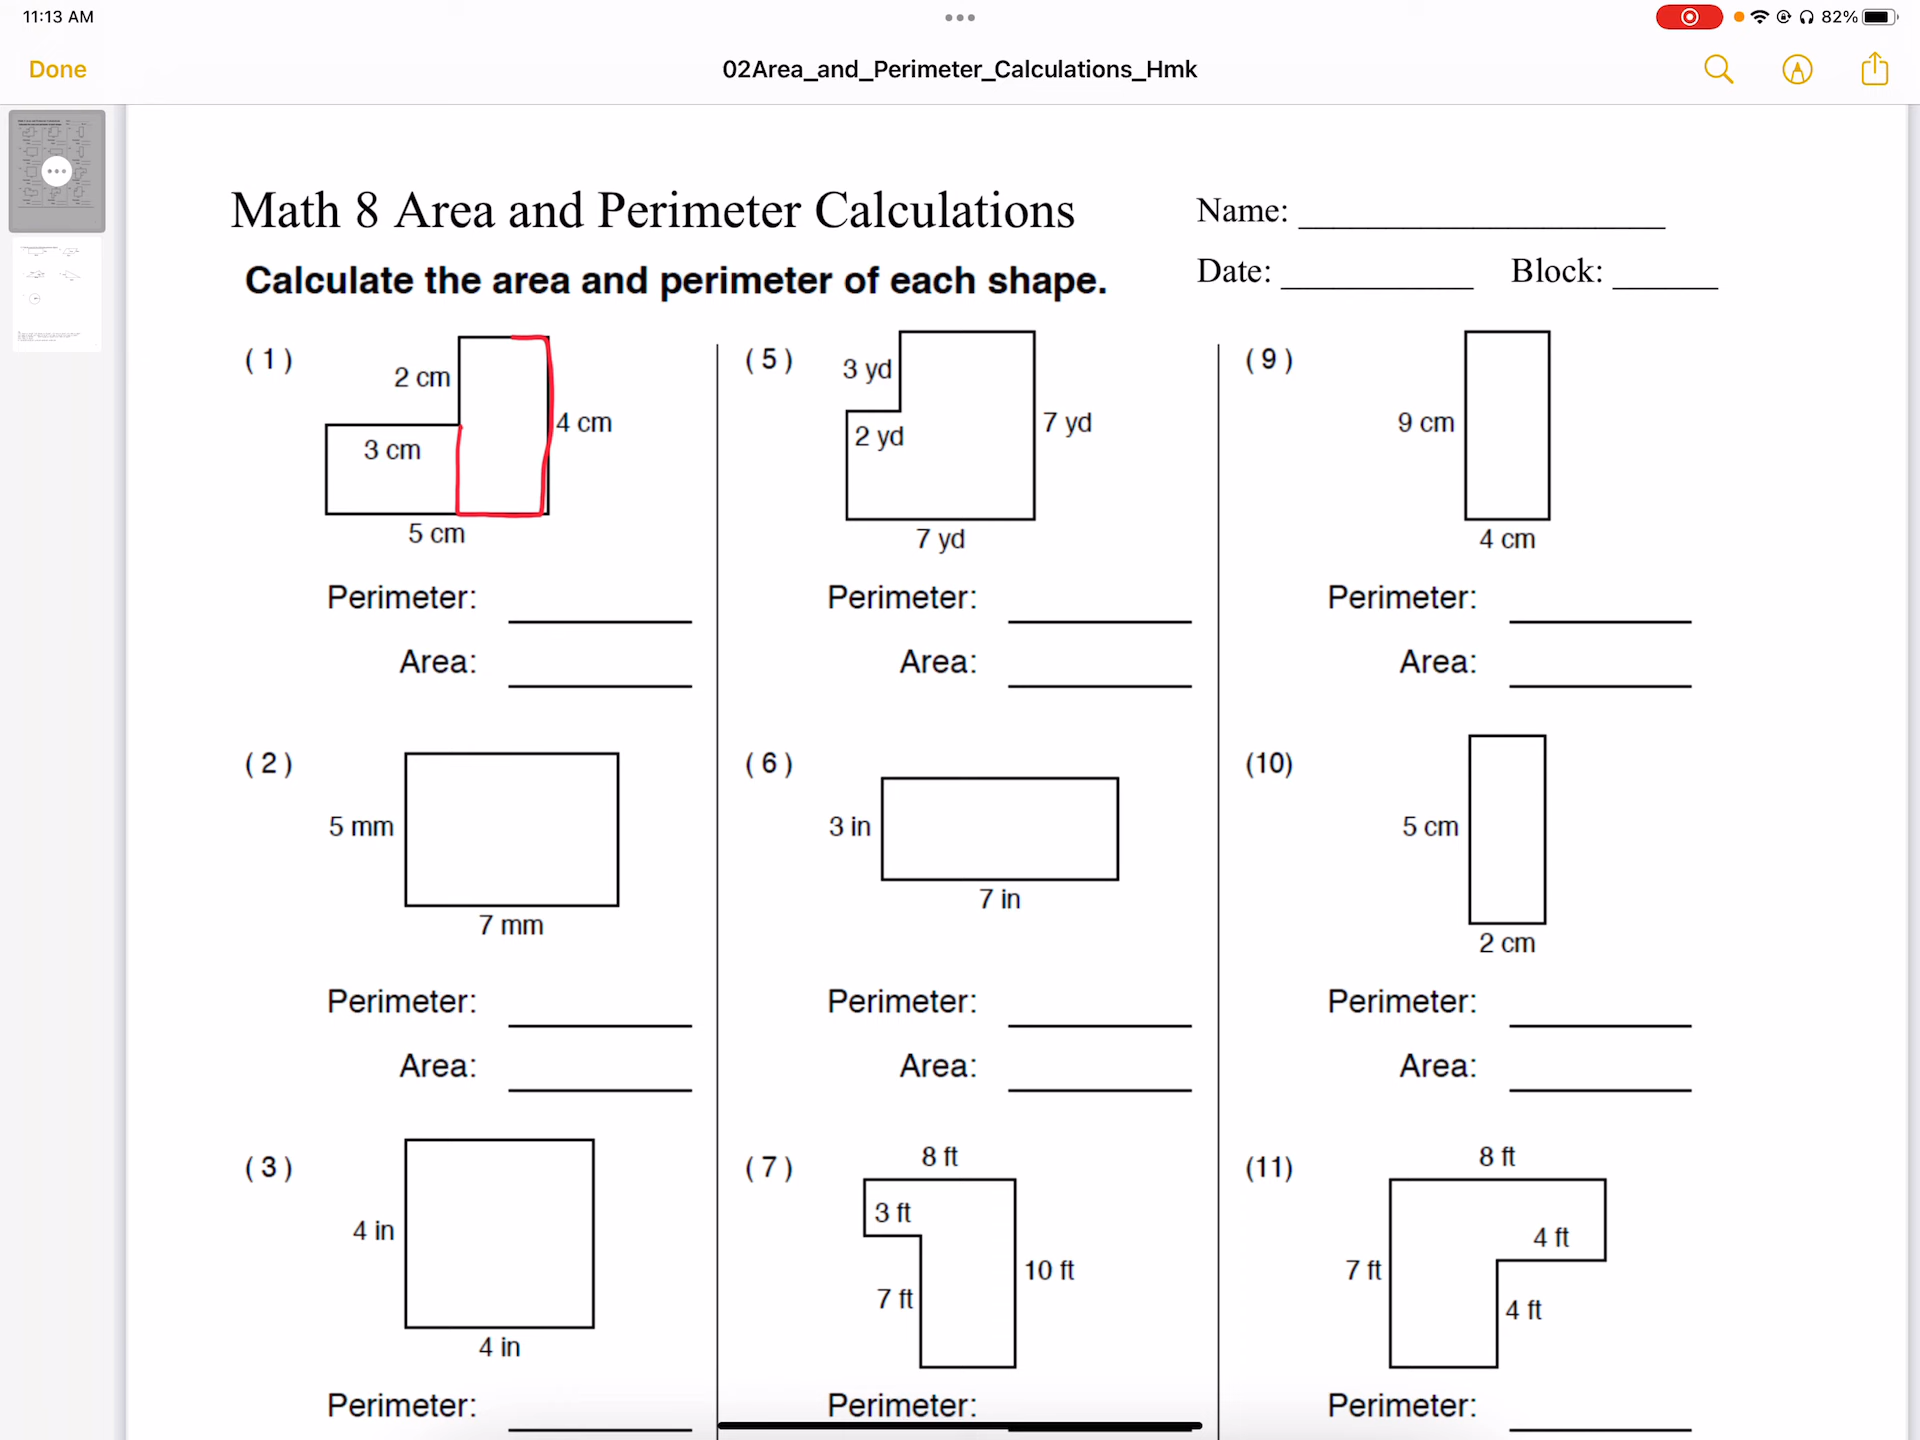 11:13 AM
82%
Done
02Area_and_Perimeter_Calculations_Hmk
Math 8 Area and Perimeter Calculations
Name: ____________________
Calculate the area and perimeter of each shape.
Date: ___________ Block: ______
( 1 )
2 cm
4 cm
3 cm
5 cm
Perimeter:
Area:
( 2 )
5 mm
7 mm
Perimeter:
Area:
( 3 )
4 in
4 in
Perimeter:
( 5 )
3 yd
7 yd
2 yd
7 yd
Perimeter:
Area:
( 6 )
3 in
7 in
Perimeter:
Area:
( 7 )
8 ft
3 ft
10 ft
7 ft
Perimeter:
( 9 )
9 cm
4 cm
Perimeter:
Area:
(10)
5 cm
2 cm
Perimeter:
Area:
(11)
8 ft
4 ft
7 ft
4 ft
Perimeter: